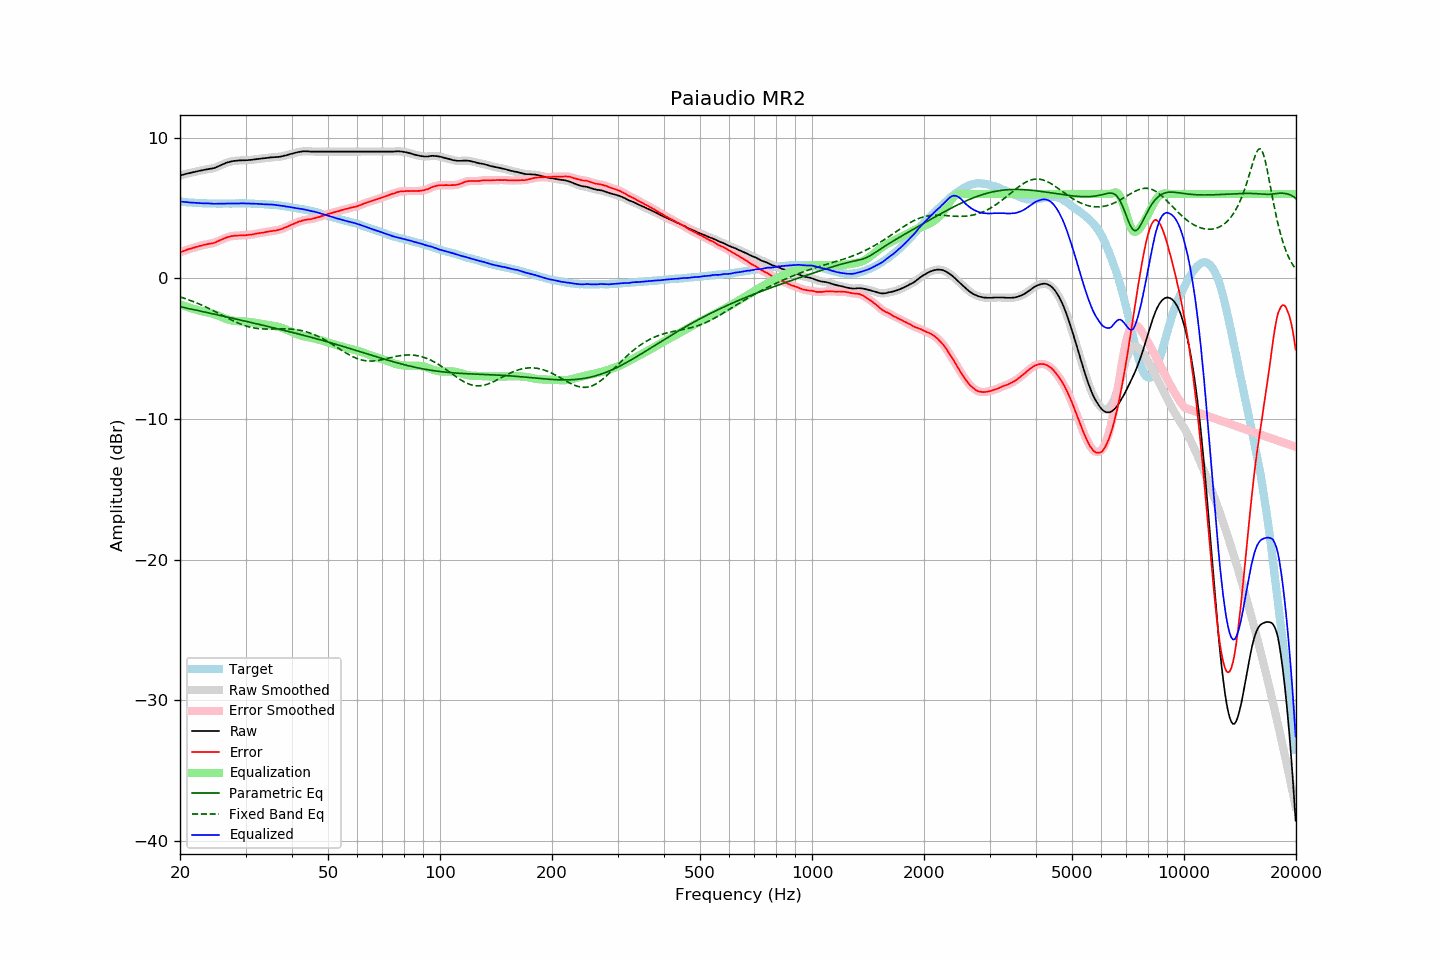 Paiaudio MR2
10
0
−10
−20
−30
−40
Amplitude (dBr)
Target
Raw Smoothed
Error Smoothed
Raw
Error
Equalization
Parametric Eq
Fixed Band Eq
Equalized
20 50 100 200 500 1000 2000 5000 10000 20000
Frequency (Hz)